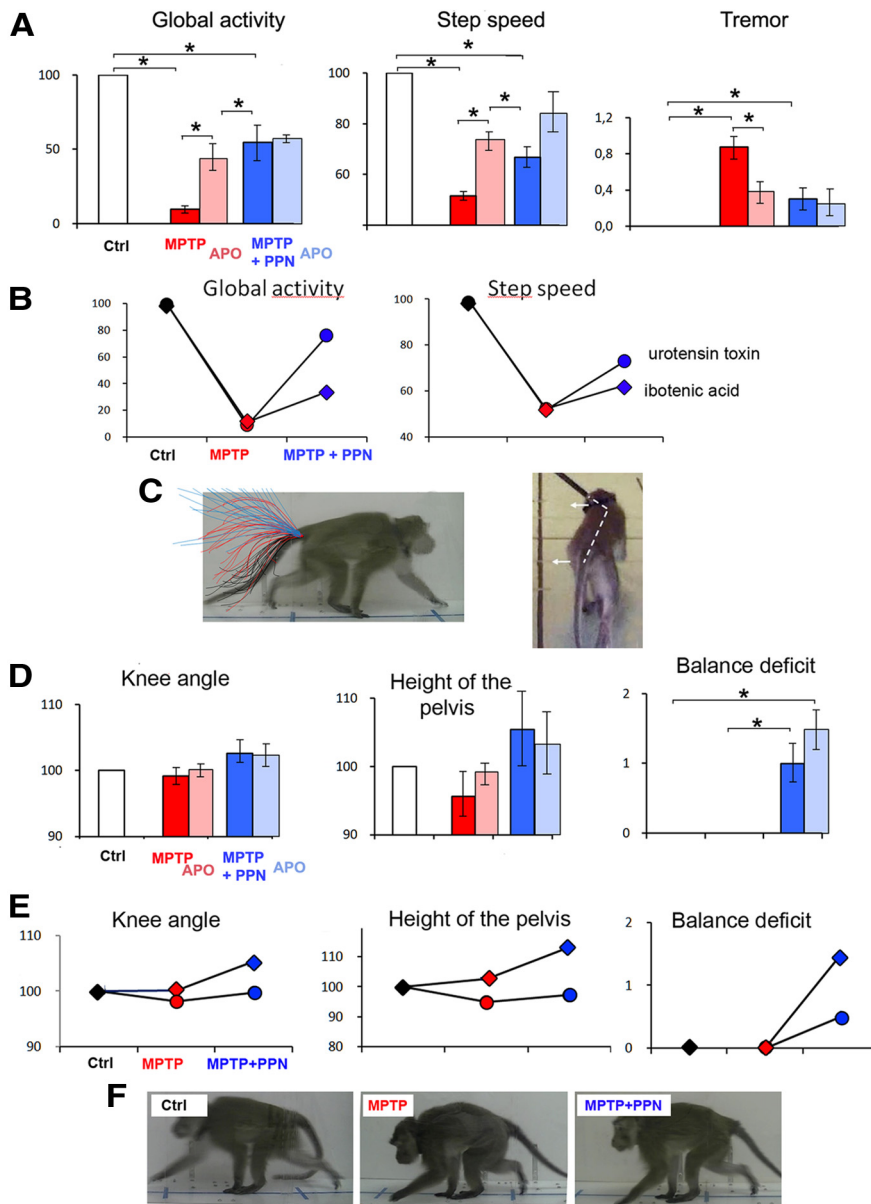 A
Global activity
Step speed
Tremor
*
*
*
*
100
50
0
Ctrl
MPTP
APO
MPTP
+ PPN
APO
*
*
*
*
100
80
60
*
*
*
1,2
0,8
0,4
0,0
B
Global activity
Step speed
100
80
60
40
20
0
Ctrl
MPTP
MPTP + PPN
100
80
60
40
urotensin toxin
ibotenic acid
C
D
Knee angle
Height of the
pelvis
Balance deficit
110
100
90
Ctrl
MPTP
APO
MPTP
+ PPN
APO
110
100
90
2
1
0
*
*
E
Knee angle
Height of the pelvis
Balance deficit
110
100
90
Ctrl
MPTP
MPTP+PPN
110
100
90
80
2
1
0
F
Ctrl
MPTP
MPTP+PPN